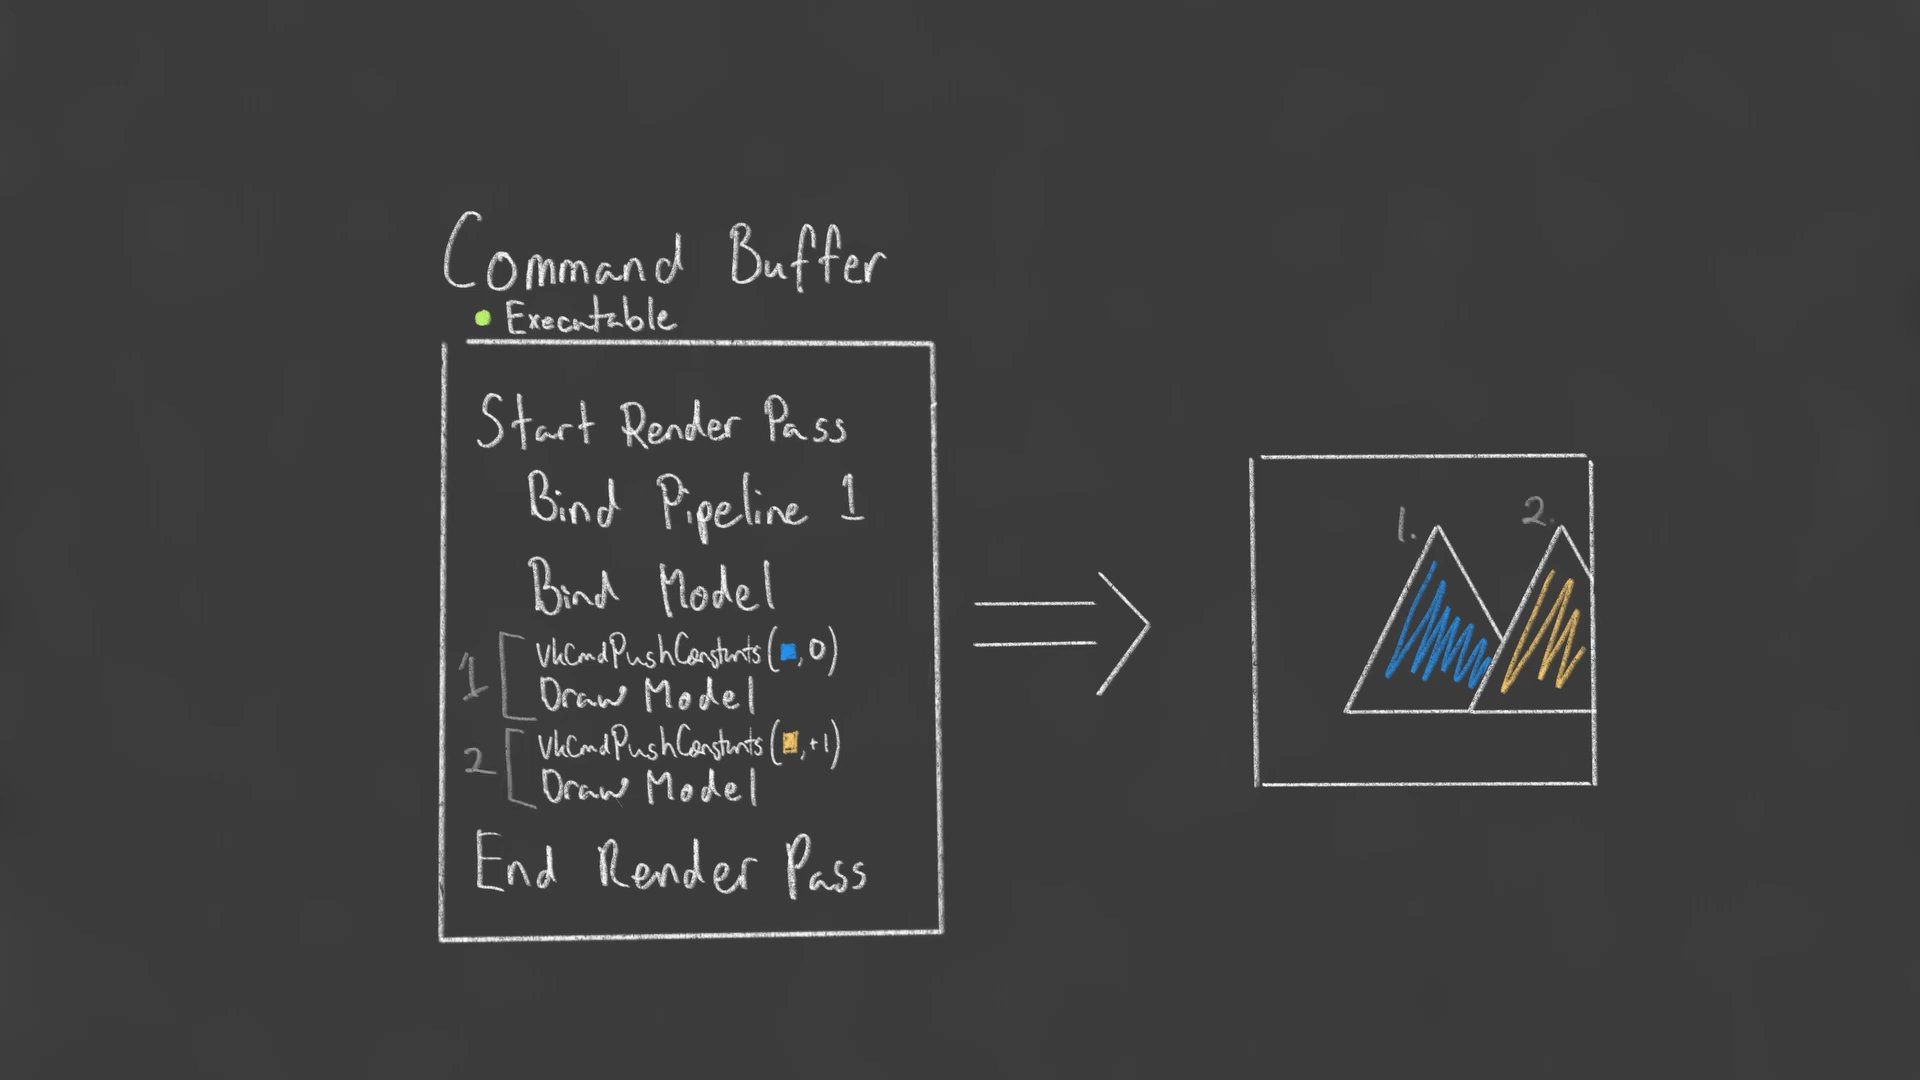 Command Buffer
Executable
Start Render Pass
Bind Pipeline 1
Bind Model
1
vkCmdPushConstants( , 0)
Draw Model
2
vkCmdPushConstants( , +1)
Draw Model
End Render Pass
1.
2.